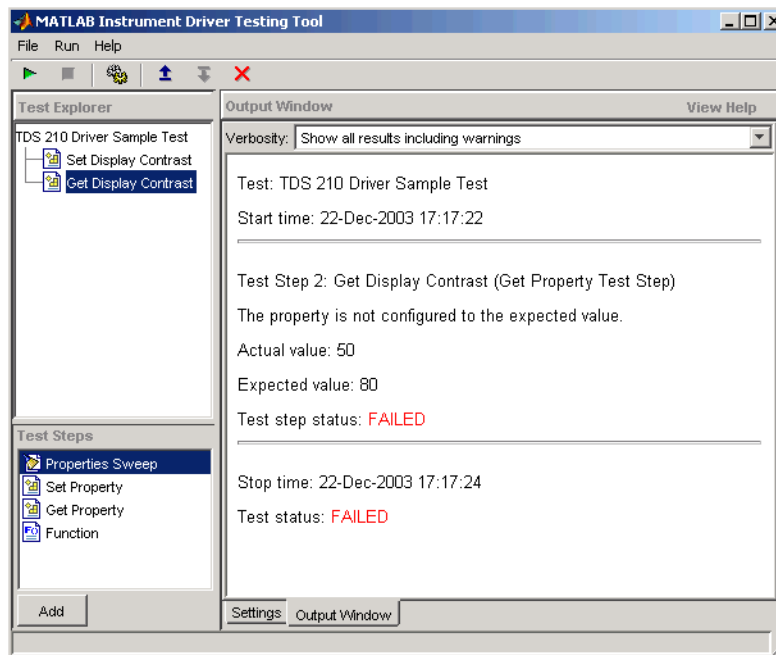 MATLAB Instrument Driver Testing Tool
File Run Help
Test Explorer
TDS 210 Driver Sample Test
Set Display Contrast
Get Display Contrast
Test Steps
Properties Sweep
Set Property
Get Property
Function
Add
Output Window View Help
Verbosity: Show all results including warnings
Test: TDS 210 Driver Sample Test
Start time: 22-Dec-2003 17:17:22
Test Step 2: Get Display Contrast (Get Property Test Step)
The property is not configured to the expected value.
Actual value: 50
Expected value: 80
Test step status: FAILED
Stop time: 22-Dec-2003 17:17:24
Test status: FAILED
Settings Output Window